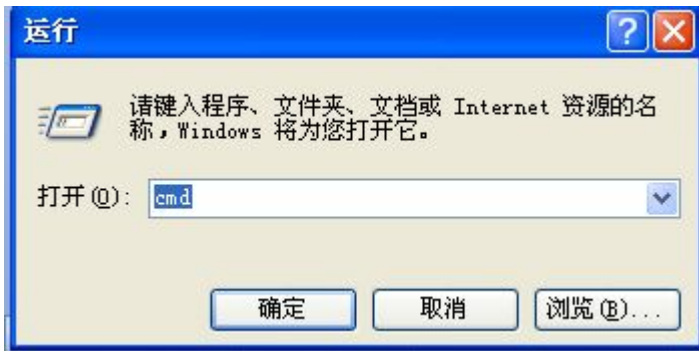 运行
请键入程序、文件夹、文档或 Internet 资源的名
称，Windows 将为您打开它。
打开(O): cmd
确定 取消 浏览(B)...